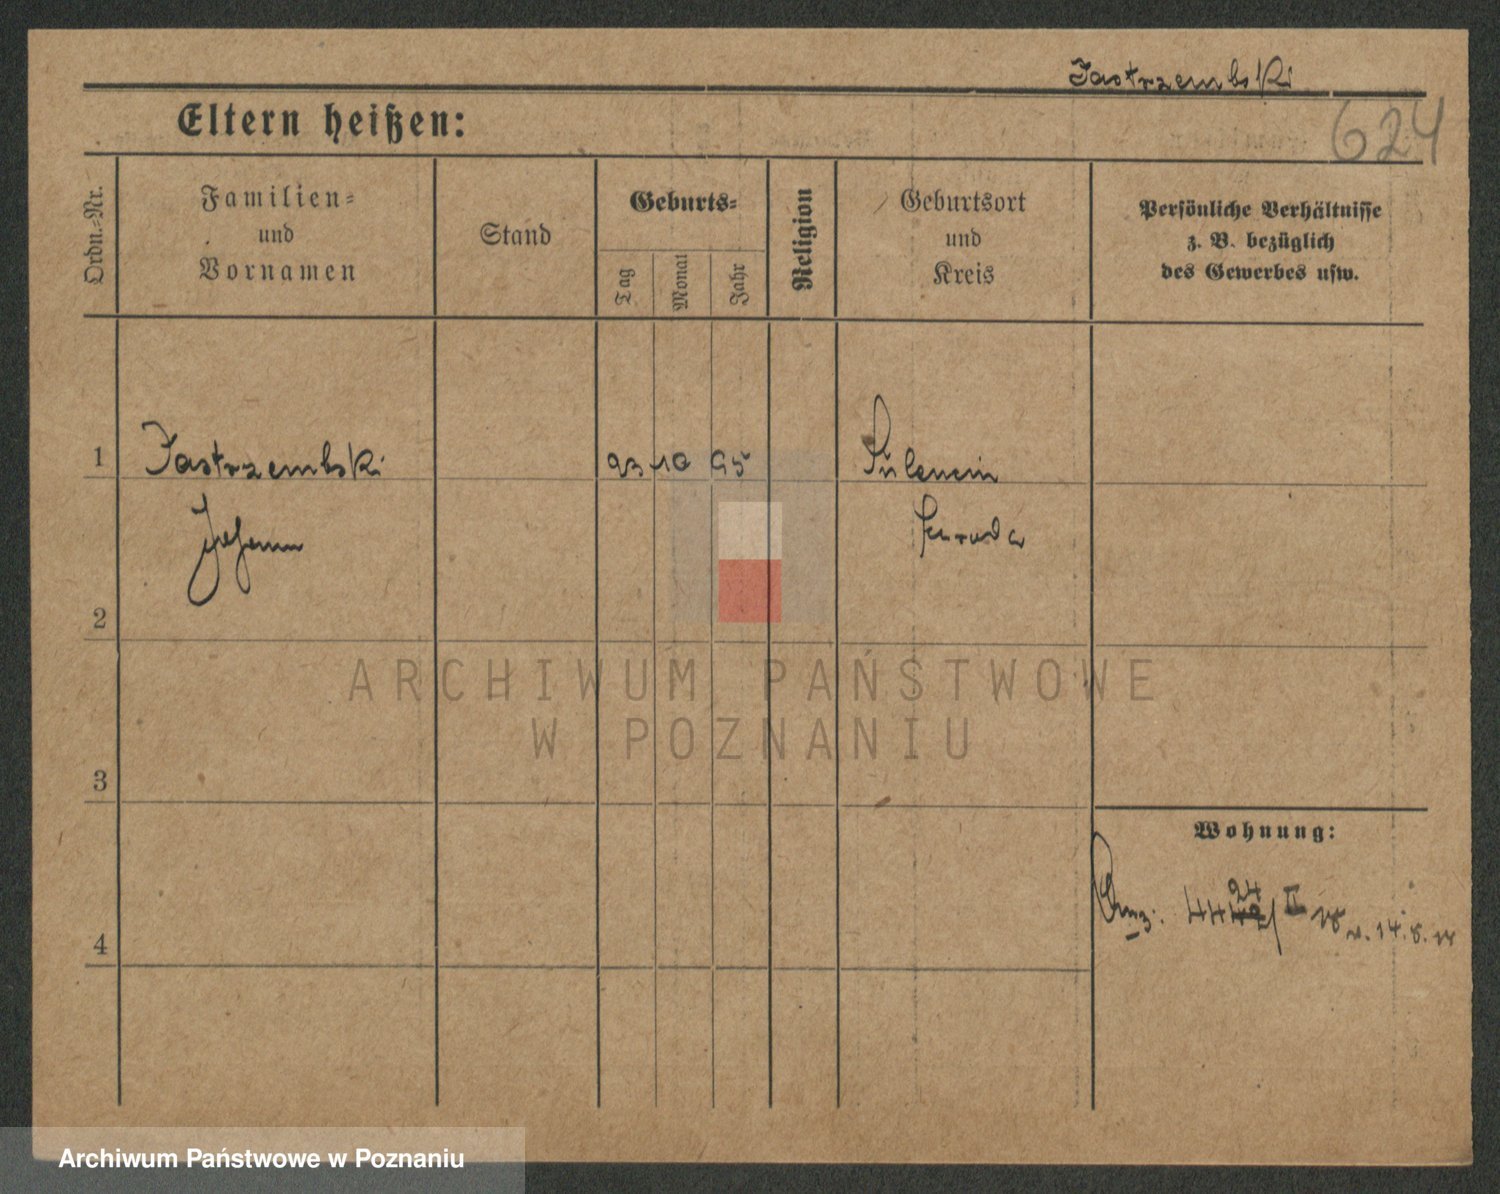 Jastrzembski
624
Eltern heißen:
Ordn.-Nr.
Familien-
und
Vornamen
Stand
Geburts-
Tag
Monat
Jahr
Religion
Geburtsort
und
Kreis
Persönliche Verhältnisse
z. B. bezüglich
des Gewerbes usw.
1 Jastrzembski 23 10 95
Johann
2
ARCHIWUM PAŃSTWOWE
W POZNANIU
3
Wohnung:
14.8.
4
Archiwum Państwowe w Poznaniu